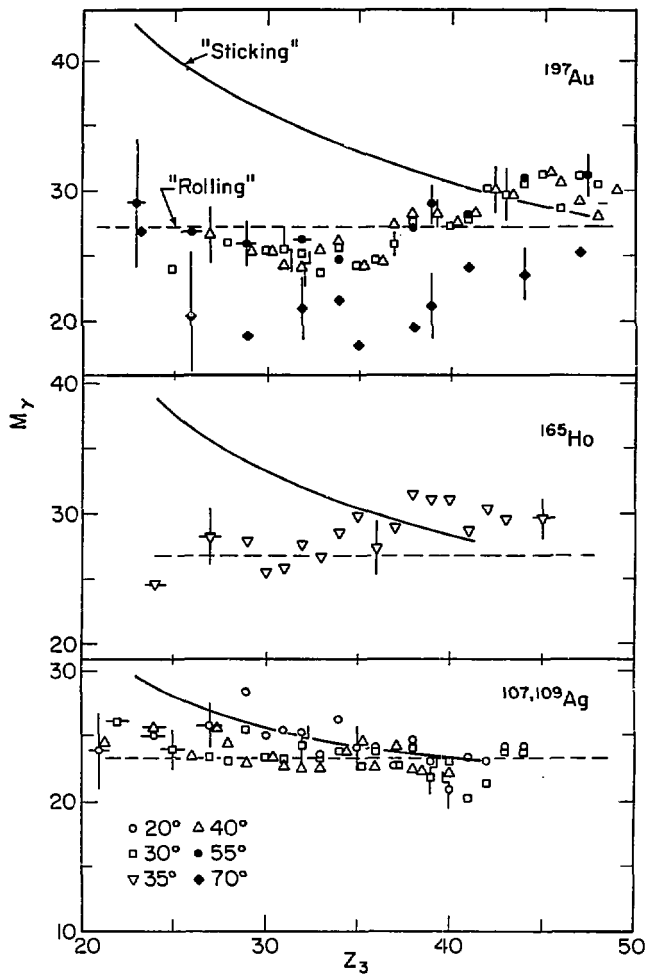 "Sticking"
¹⁹⁷Au
"Rolling"
40
30
20
¹⁶⁵Ho
40
30
20
Mγ
¹⁰⁷,¹⁰⁹Ag
30
20
10
○ 20° △ 40°
□ 30° ● 55°
▽ 35° ◆ 70°
20 30 40 50
Z₃